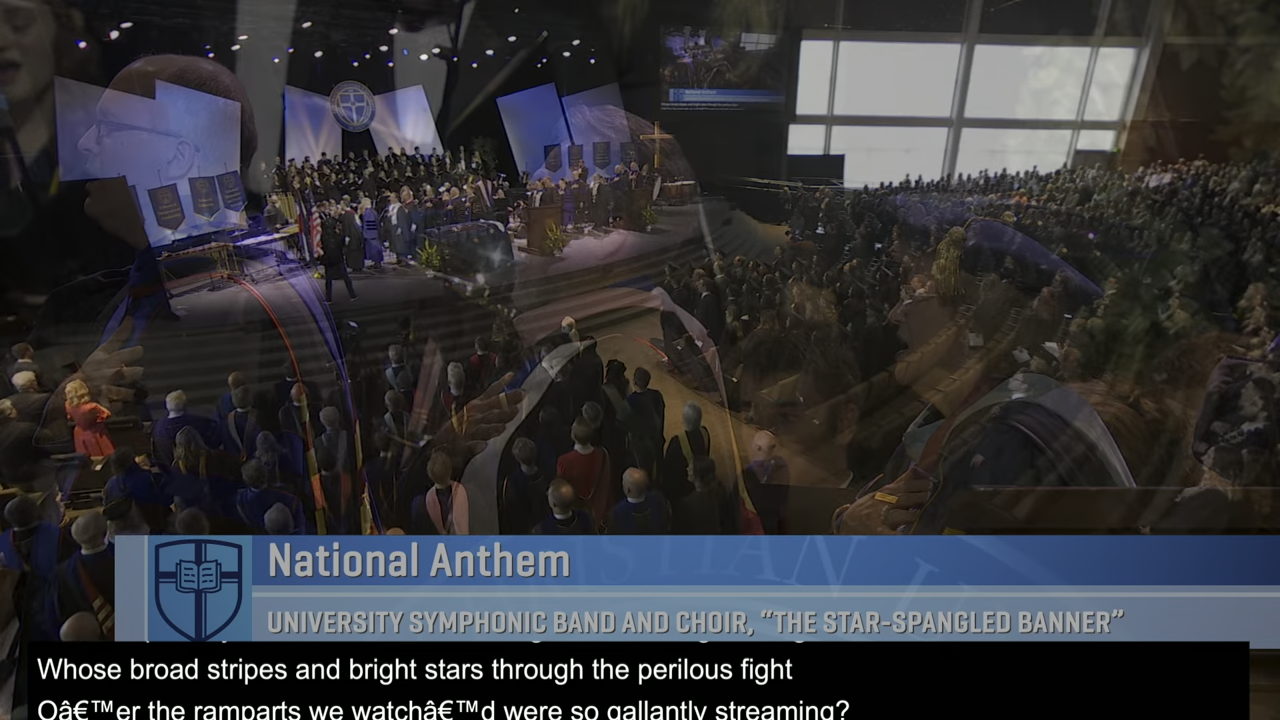 National Anthem
UNIVERSITY SYMPHONIC BAND AND CHOIR, “THE STAR-SPANGLED BANNER”
Whose broad stripes and bright stars through the perilous fight
Oâ€™er the ramparts we watchâ€™d were so gallantly streaming?